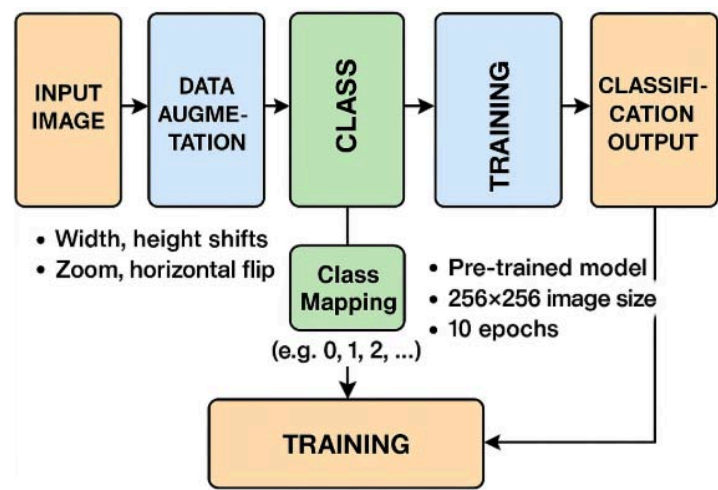 INPUT
IMAGE
DATA
AUGME-
TATION
CLASS
TRAINING
CLASSIFI-
CATION
OUTPUT
• Width, height shifts
• Zoom, horizontal flip
Class
Mapping
(e.g. 0, 1, 2, ...)
• Pre-trained model
• 256×256 image size
• 10 epochs
TRAINING